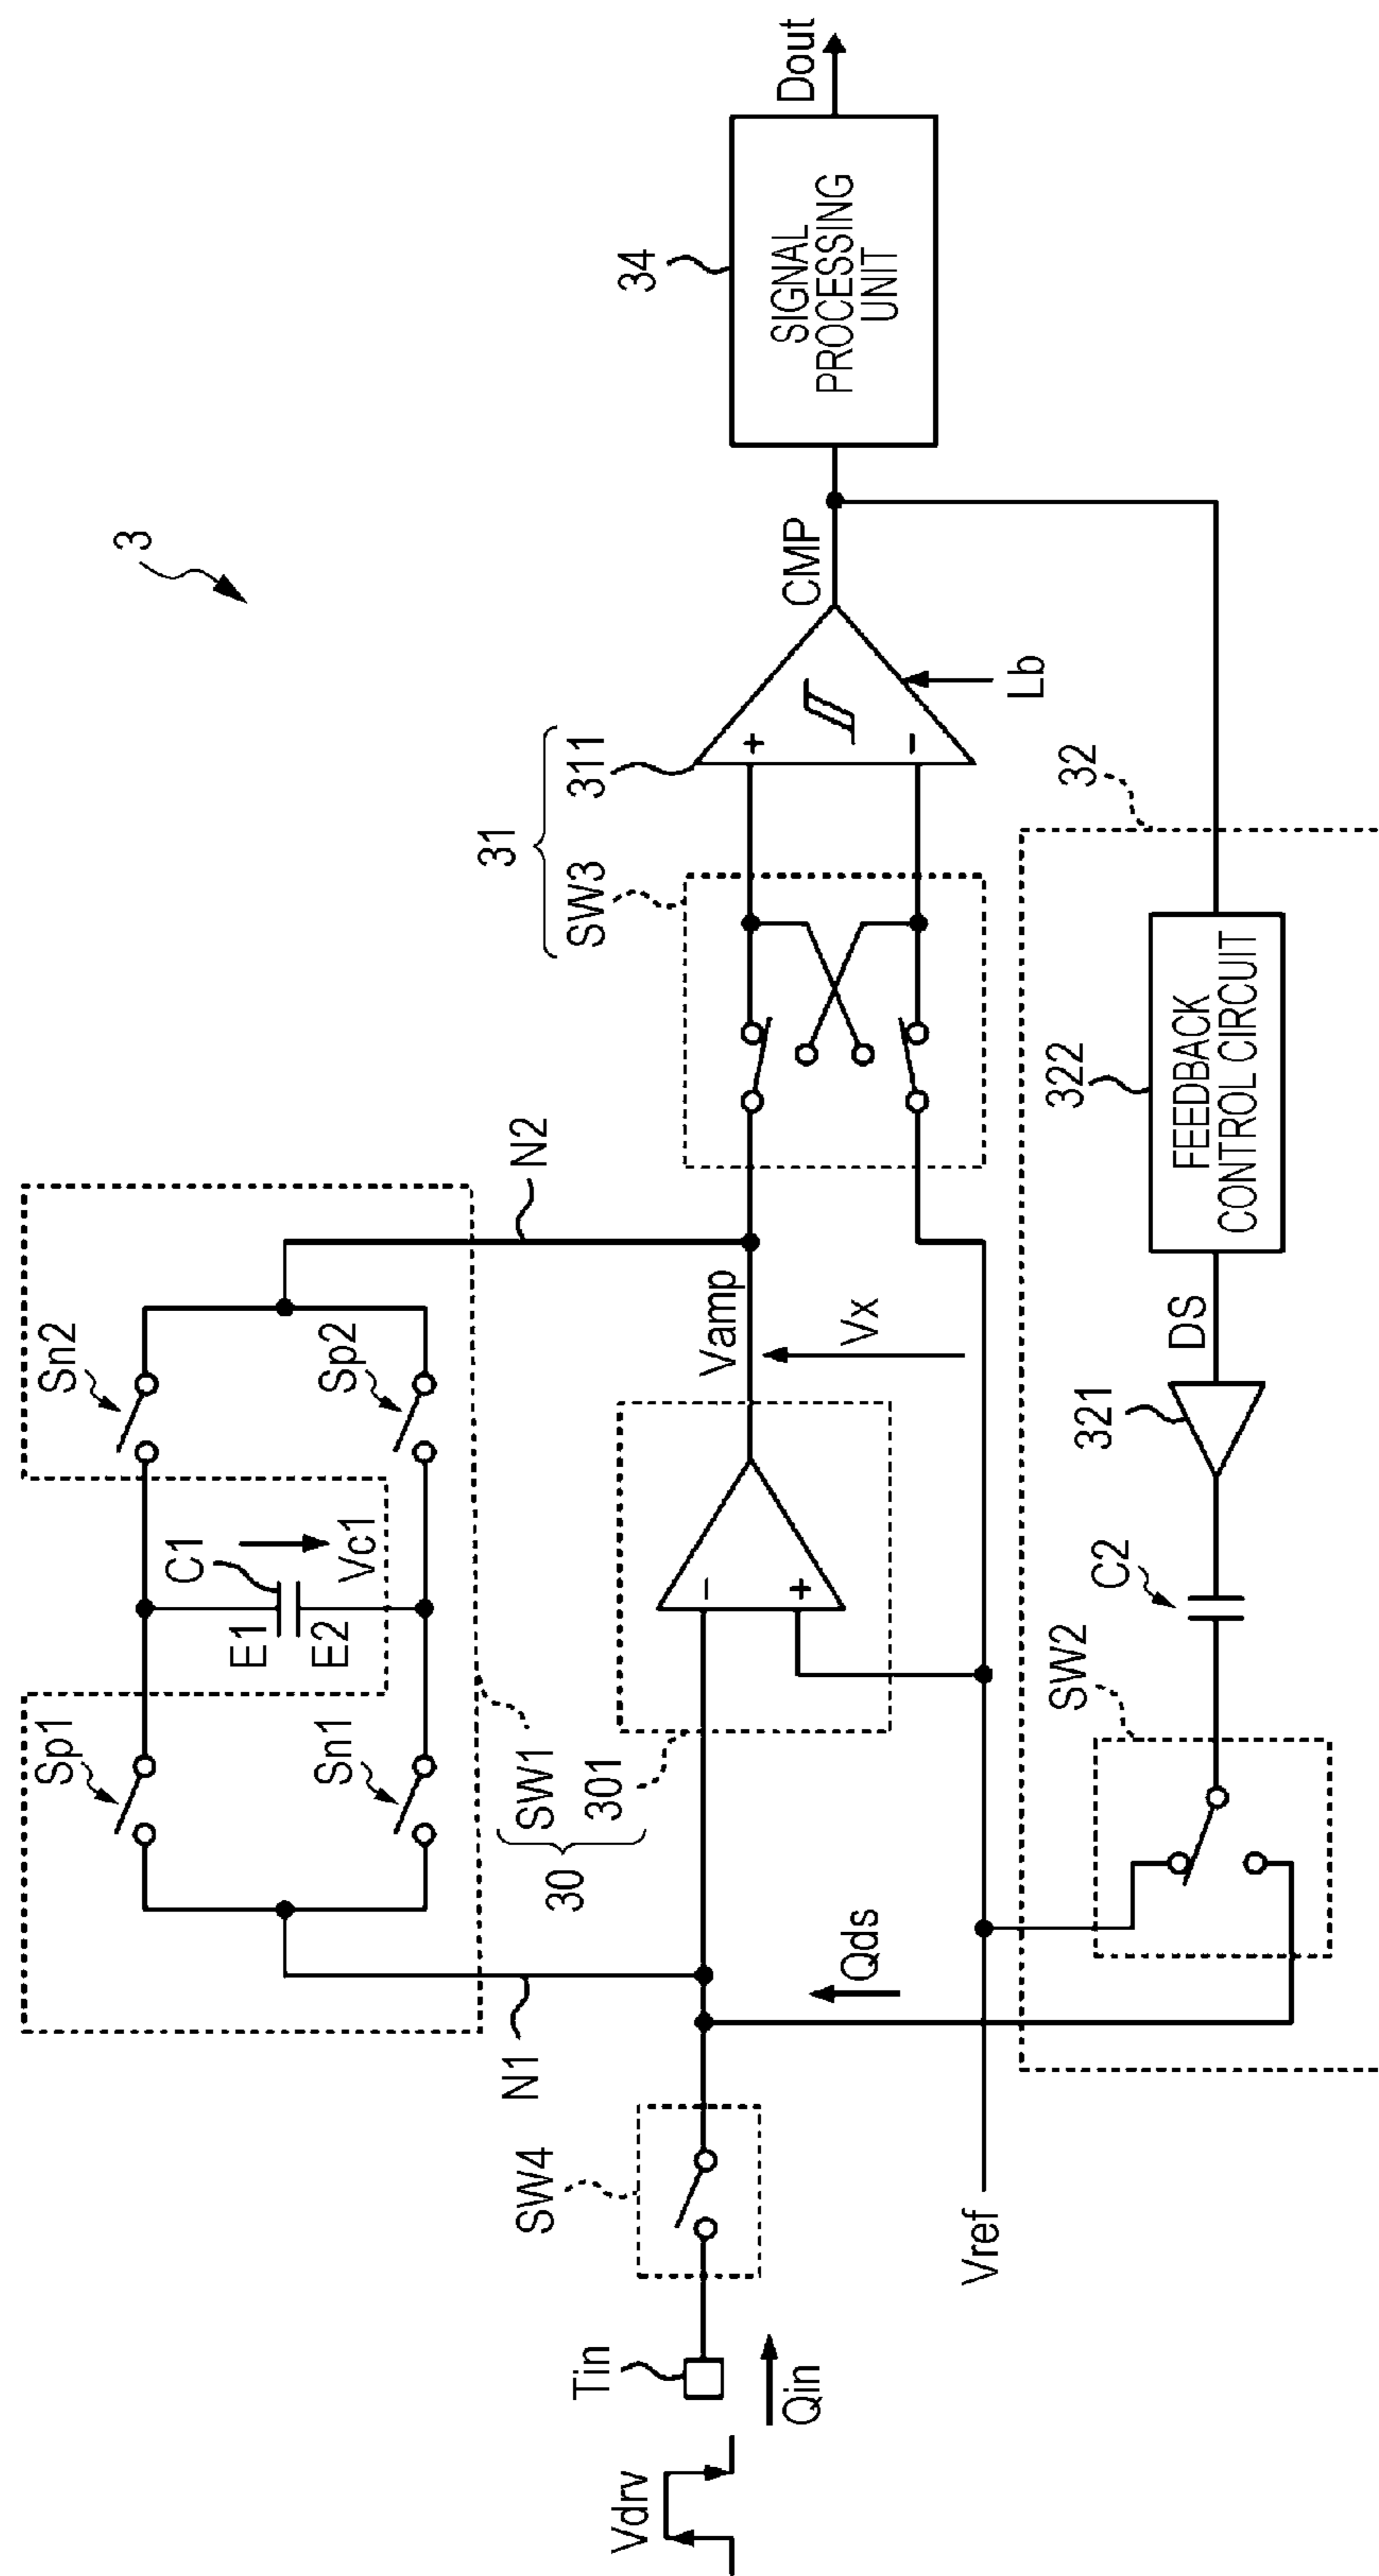 3
Sp1
Sn2
C1
E1
E2
Vc1
Sn1
Sp2
N1
N2
SW1
30
301
31
SW3
311
34
Vdrv
Tin
Qin
SW4
Vamp
Vx
-
+
+
-
CMP
Lb
SIGNAL
PROCESSING
UNIT
Dout
Qds
Vref
SW2
C2
321
DS
322
FEEDBACK
CONTROL CIRCUIT
32